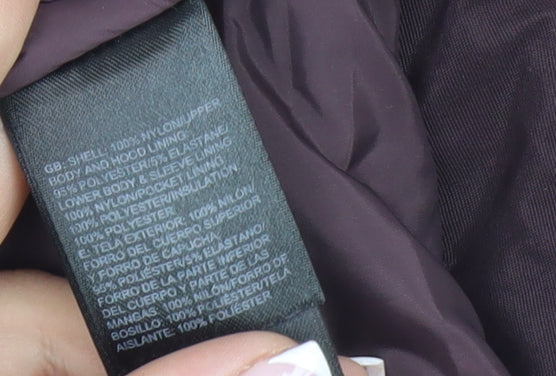 GB-SHELL: 100% NYLON/UPPER
BODY AND HOOD LINING:
95% POLYESTER/5% ELASTANE/
LOWER BODY & SLEEVE LINING:
100% NYLON/POCKET LINING:
100% POLYESTER/INSULATION
100% POLYESTER
E. TELA EXTERIOR: 100% NILÓN/
FORRO DEL CUERPO SUPERIOR
Y FORRO DE CAPUCHA:
95% POLIÉSTER/5% ELASTANO/
FORRO DE LA PARTE INFERIOR
DEL CUERPO Y PARTE DE LAS
MANGAS: 100% NILÓN/FORRO DE
BOSILLO: 100% POLIÉSTER/TELA
AISLANTE: 100% POLIÉSTER